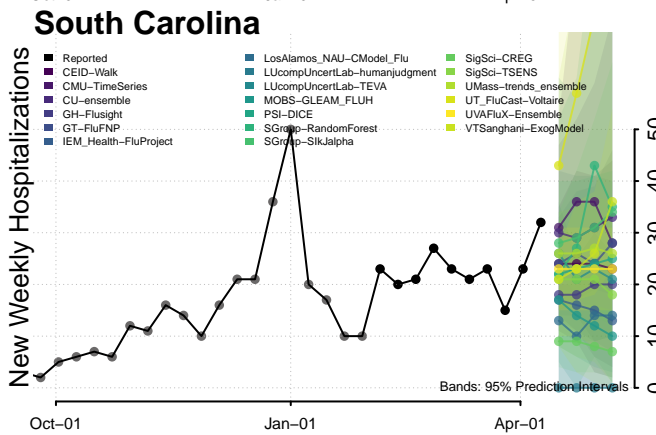 South Carolina
New Weekly Hospitalizations
Reported
CEID−Walk
CMU−TimeSeries
CU−ensemble
GH−Flusight
GT−FluFNP
IEM_Health−FluProject
LosAlamos_NAU−CModel_Flu
LUcompUncertLab−humanjudgment
LUcompUncertLab−TEVA
MOBS−GLEAM_FLUH
PSI−DICE
SGroup−RandomForest
SGroup−SIkJalpha
SigSci−CREG
SigSci−TSENS
UMass−trends_ensemble
UT_FluCast−Voltaire
UVAFluX−Ensemble
VTSanghani−ExogModel
50
40
30
20
10
0
Bands: 95% Prediction Intervals
Oct−01
Jan−01
Apr−01